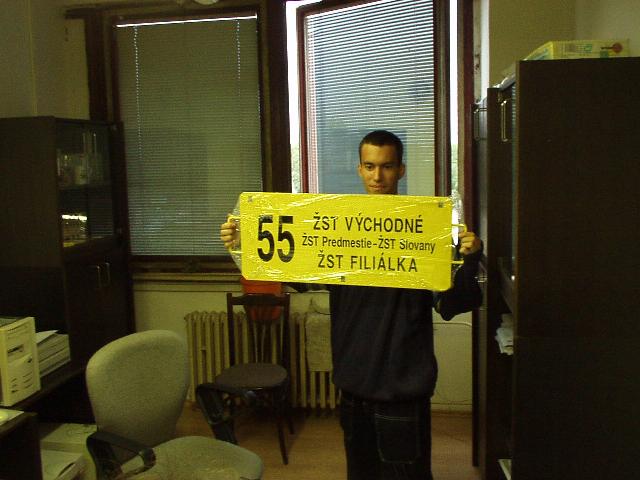 55
ŽST VÝCHODNÉ
ŽST Predmestie-ŽST Slovany
ŽST FILIÁLKA